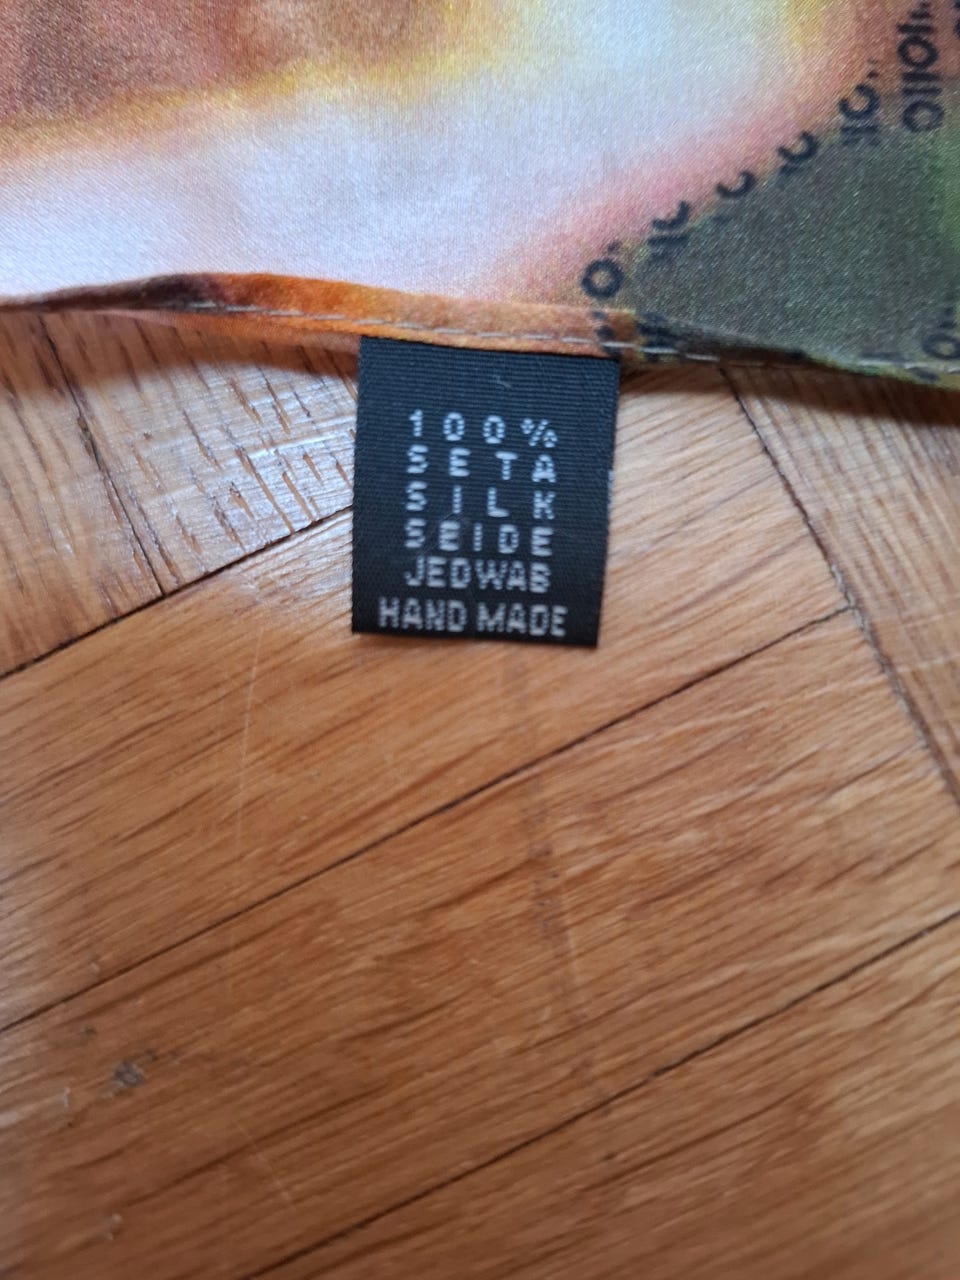 100%
SETA
SILK
SEIDE
JEDWAB
HAND MADE